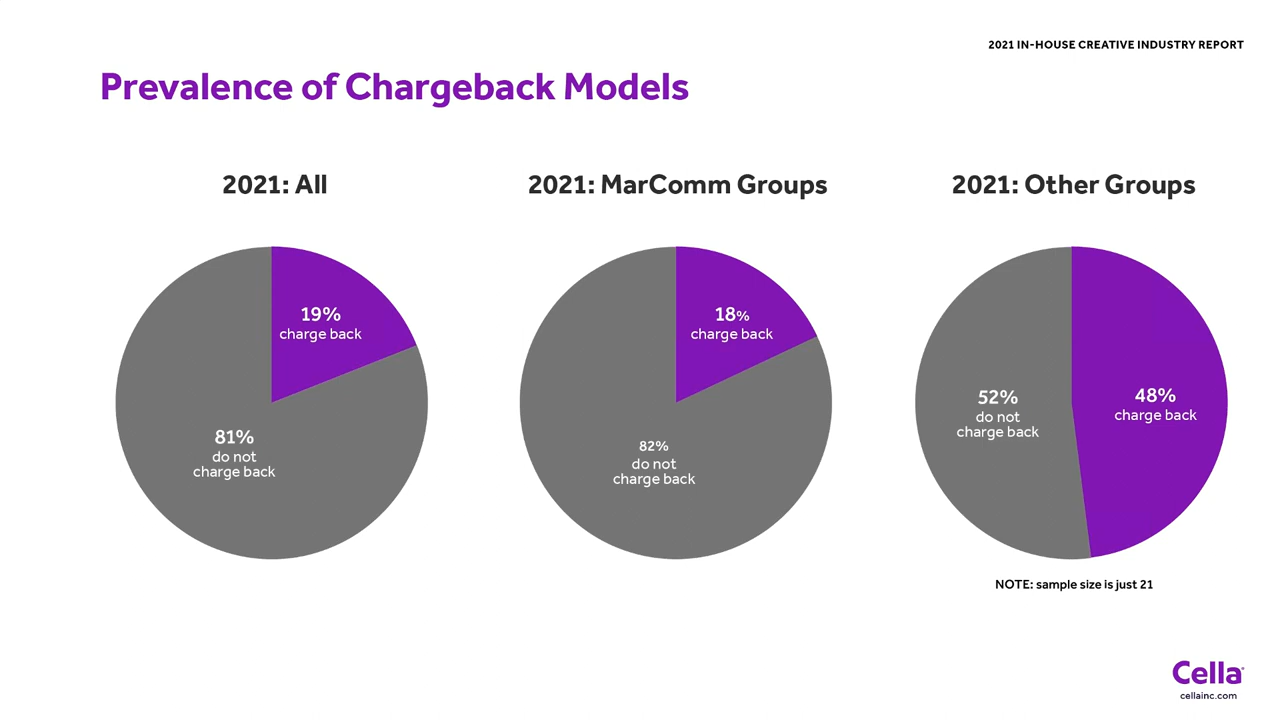 2021 IN-HOUSE CREATIVE INDUSTRY REPORT
Prevalence of Chargeback Models
2021: All
19%
charge back
81%
do not
charge back
2021: MarComm Groups
18%
charge back
82%
do not
charge back
2021: Other Groups
52%
do not
charge back
48%
charge back
NOTE: sample size is just 21
Cella
cellainc.com